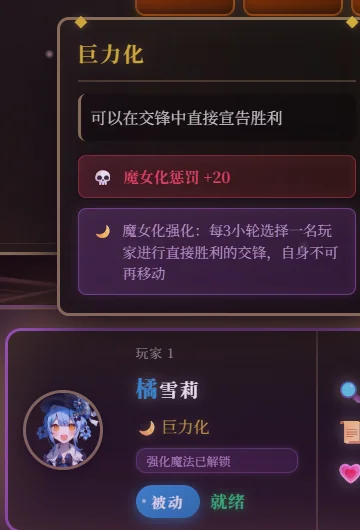 巨力化
可以在交锋中直接宣告胜利
魔女化惩罚 +20
魔女化强化：每3小轮选择一名玩
家进行直接胜利的交锋，自身不可
再移动
玩家 1
橘雪莉
巨力化
强化魔法已解锁
被动 就绪